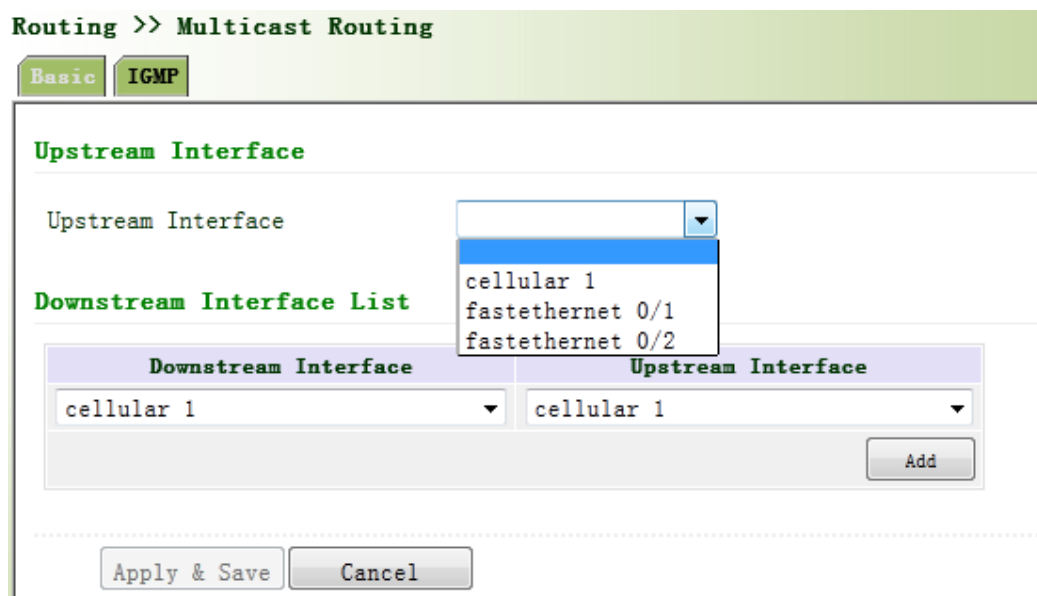 Routing >> Multicast Routing
Basic IGMP
Upstream Interface
Upstream Interface
cellular 1
fastethernet 0/1
fastethernet 0/2
Downstream Interface List
Downstream Interface Upstream Interface
cellular 1 cellular 1
Add
Apply & Save Cancel